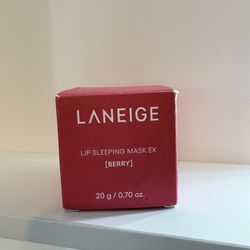 LANEIGE
LIP SLEEPING MASK EX
[BERRY]
20 g / 0.70 oz.